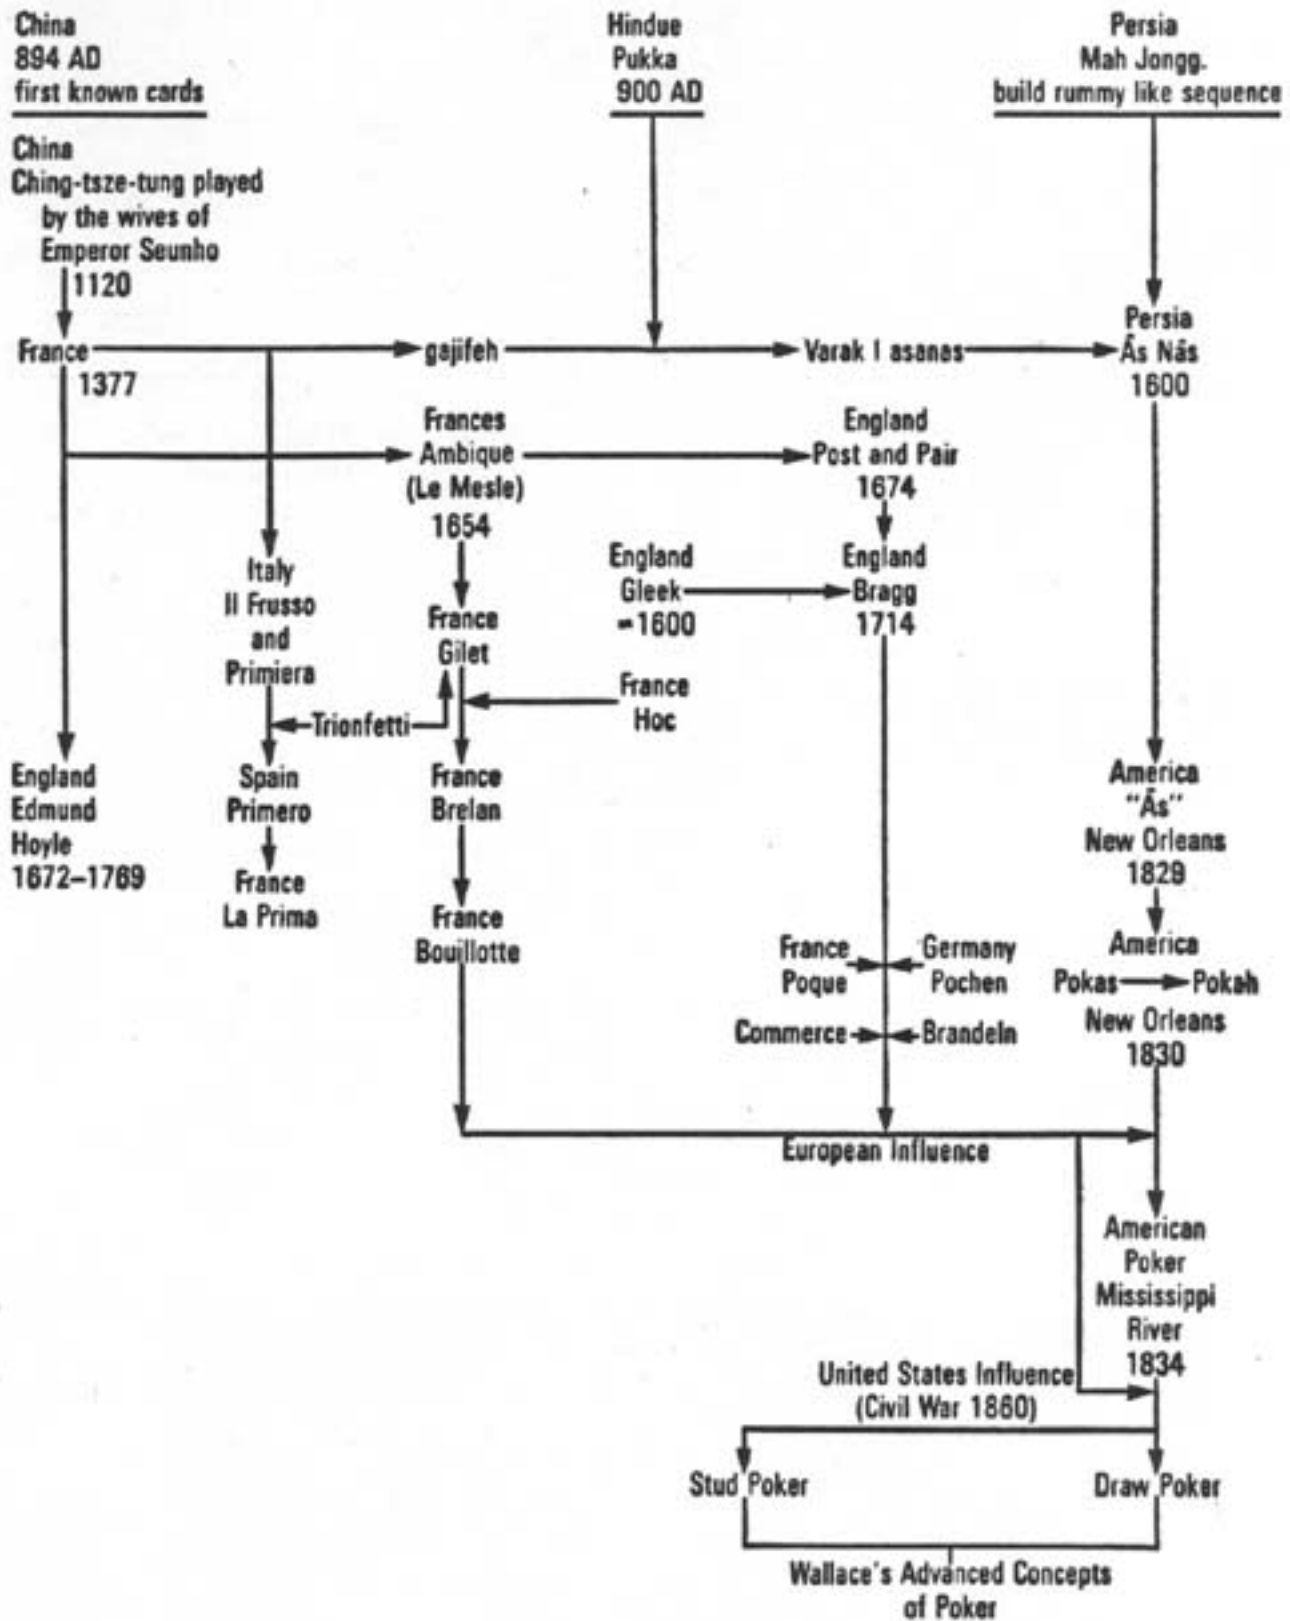 China
894 AD
first known cards
Hindue
Pukka
900 AD
Persia
Mah Jongg.
build rummy like sequence
China
Ching-tsze-tung played
by the wives of
Emperor Seunho
1120
France
1377
gajifeh
Varak I asanas
Persia
Ás Nãs
1600
Frances
Ambique
(Le Mesle)
1654
England
Post and Pair
1674
England
Gleek
≈1600
England
Bragg
1714
Italy
Il Frusso
and
Primiera
France
Gilet
France
Hoc
Trionfetti
England
Edmund
Hoyle
1672–1769
Spain
Primero
France
La Prima
France
Brelan
France
Bouillotte
America
"Ãs"
New Orleans
1829
France
Poque
Germany
Pochen
Commerce
Brandeln
America
Pokas
Pokah
New Orleans
1830
European Influence
American
Poker
Mississippi
River
1834
United States Influence
(Civil War 1860)
Stud Poker
Draw Poker
Wallace's Advanced Concepts
of Poker